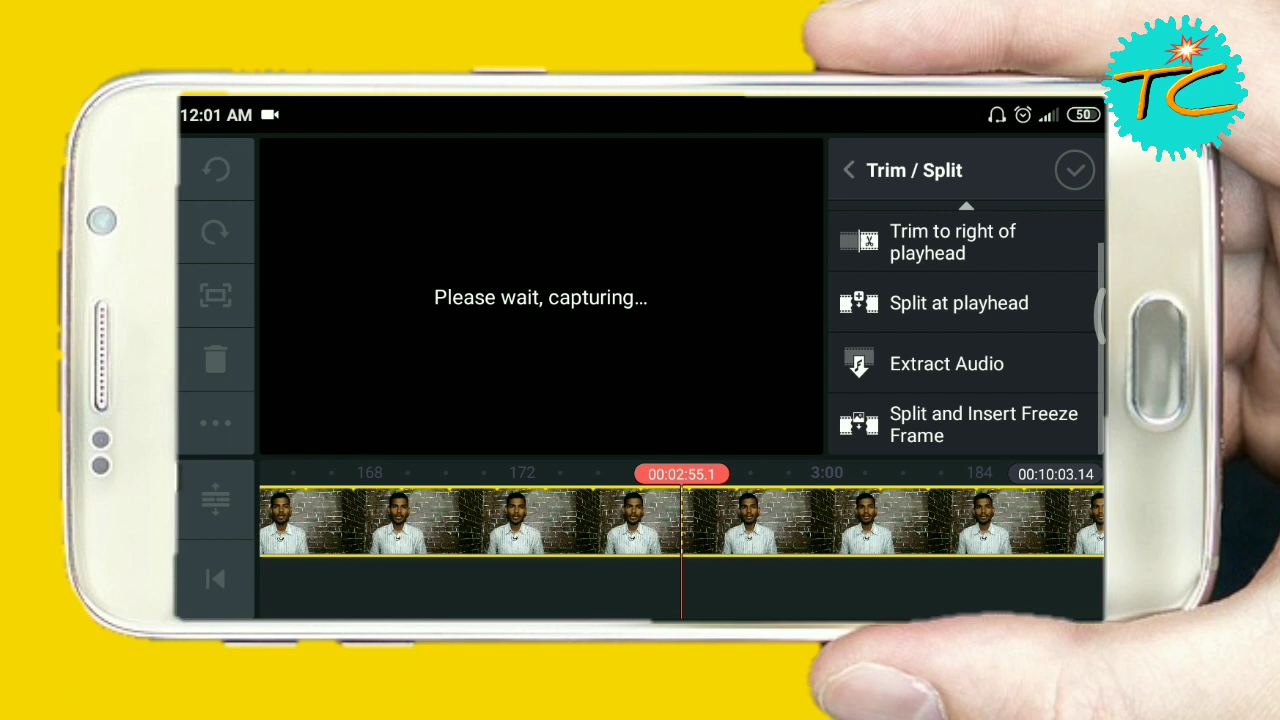 12:01 AM
50
TC
Trim / Split
Trim to right of
playhead
Please wait, capturing...
Split at playhead
Extract Audio
Split and Insert Freeze
Frame
168
172
00:02:55.1
3:00
184
00:10:03.14